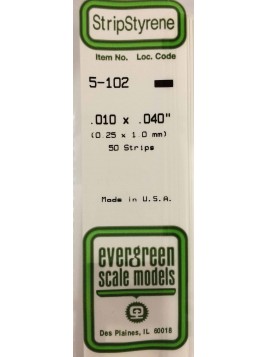 StripStyrene
Item No. Loc. Code
5-102
.010 x .040"
(0.25 x 1.0 mm)
50 Strips
Made in U.S.A.
evergreen
scale models
Des Plaines, IL 60018